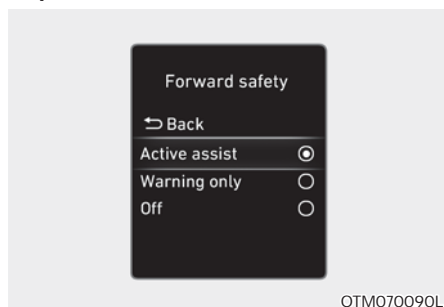 Forward safety
Back
Active assist
Warning only
Off
OTM070090L